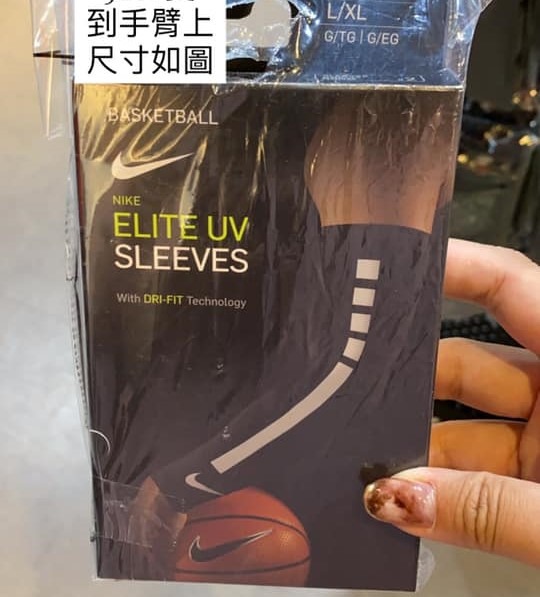 到手臂上
尺寸如圖
L/XL
G/TG | G/EG
BASKETBALL
NIKE
ELITE UV
SLEEVES
With DRI-FIT Technology